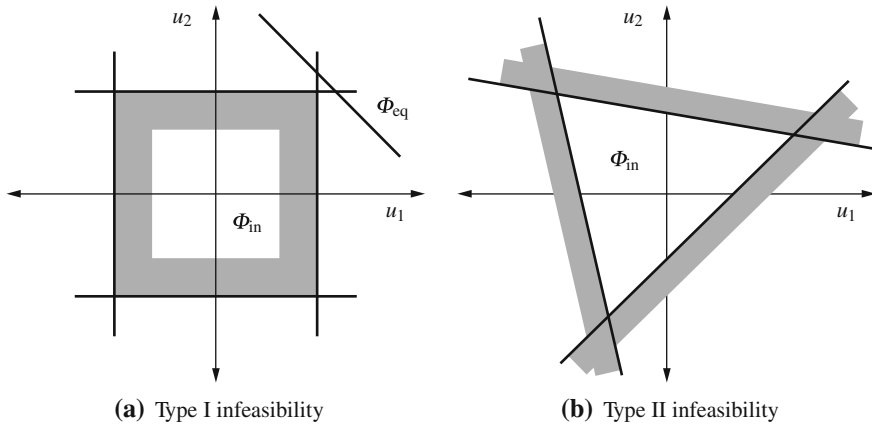 u₂
Φeq
Φin
u₁
(a) Type I infeasibility
u₂
Φin
u₁
(b) Type II infeasibility